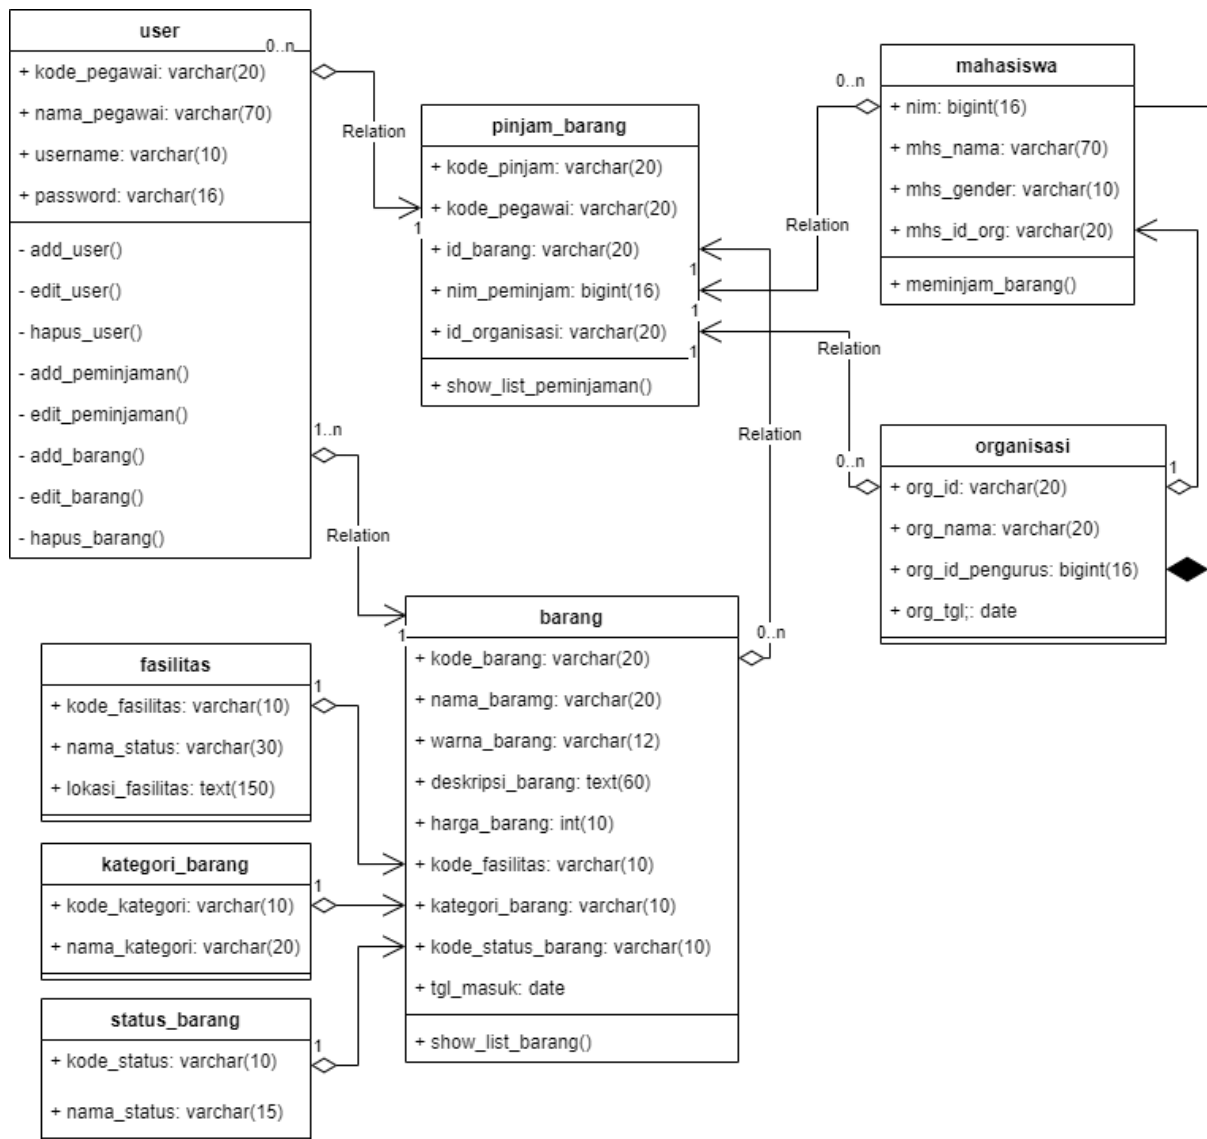 user
0..n
+ kode_pegawai: varchar(20)
+ nama_pegawai: varchar(70)
+ username: varchar(10)
+ password: varchar(16)
- add_user()
- edit_user()
- hapus_user()
- add_peminjaman()
- edit_peminjaman()
- add_barang()
- edit_barang()
- hapus_barang()
1..n
Relation
Relation
pinjam_barang
+ kode_pinjam: varchar(20)
+ kode_pegawai: varchar(20)
1
+ id_barang: varchar(20)
1
+ nim_peminjam: bigint(16)
1
+ id_organisasi: varchar(20)
1
+ show_list_peminjaman()
0..n
Relation
mahasiswa
+ nim: bigint(16)
+ mhs_nama: varchar(70)
+ mhs_gender: varchar(10)
+ mhs_id_org: varchar(20)
+ meminjam_barang()
Relation
Relation
0..n
organisasi
1
+ org_id: varchar(20)
+ org_nama: varchar(20)
+ org_id_pengurus: bigint(16)
+ org_tgl;: date
fasilitas
1
+ kode_fasilitas: varchar(10)
+ nama_status: varchar(30)
+ lokasi_fasilitas: text(150)
kategori_barang
1
+ kode_kategori: varchar(10)
+ nama_kategori: varchar(20)
status_barang
1
+ kode_status: varchar(10)
+ nama_status: varchar(15)
barang
1
0..n
+ kode_barang: varchar(20)
+ nama_baramg: varchar(20)
+ warna_barang: varchar(12)
+ deskripsi_barang: text(60)
+ harga_barang: int(10)
+ kode_fasilitas: varchar(10)
+ kategori_barang: varchar(10)
+ kode_status_barang: varchar(10)
+ tgl_masuk: date
+ show_list_barang()